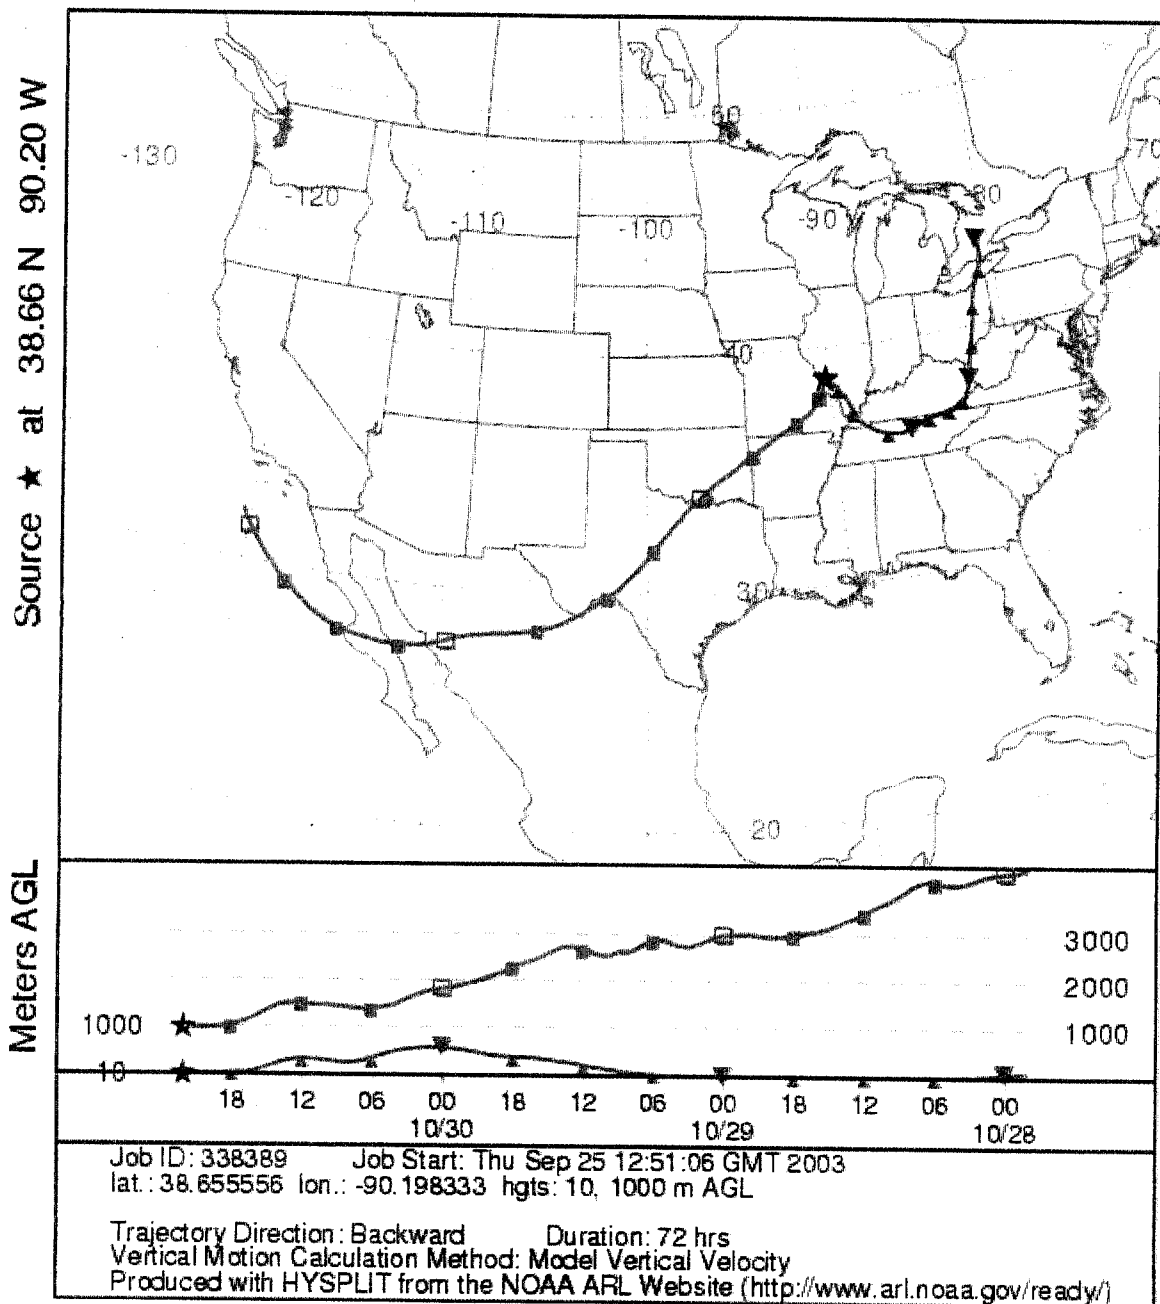 Source ★ at 38.66 N 90.20 W
-130
-120
-110
-100
-90
-80
-70
50
40
30
20
Meters AGL
3000
2000
1000
1000
10
18 12 06 00 18 12 06 00 18 12 06 00
10/30 10/29 10/28
Job ID: 338389 Job Start: Thu Sep 25 12:51:06 GMT 2003
lat.: 38.655556 lon.: -90.198333 hgts: 10, 1000 m AGL
Trajectory Direction: Backward Duration: 72 hrs
Vertical Motion Calculation Method: Model Vertical Velocity
Produced with HYSPLIT from the NOAA ARL Website (http://www.arl.noaa.gov/ready/)